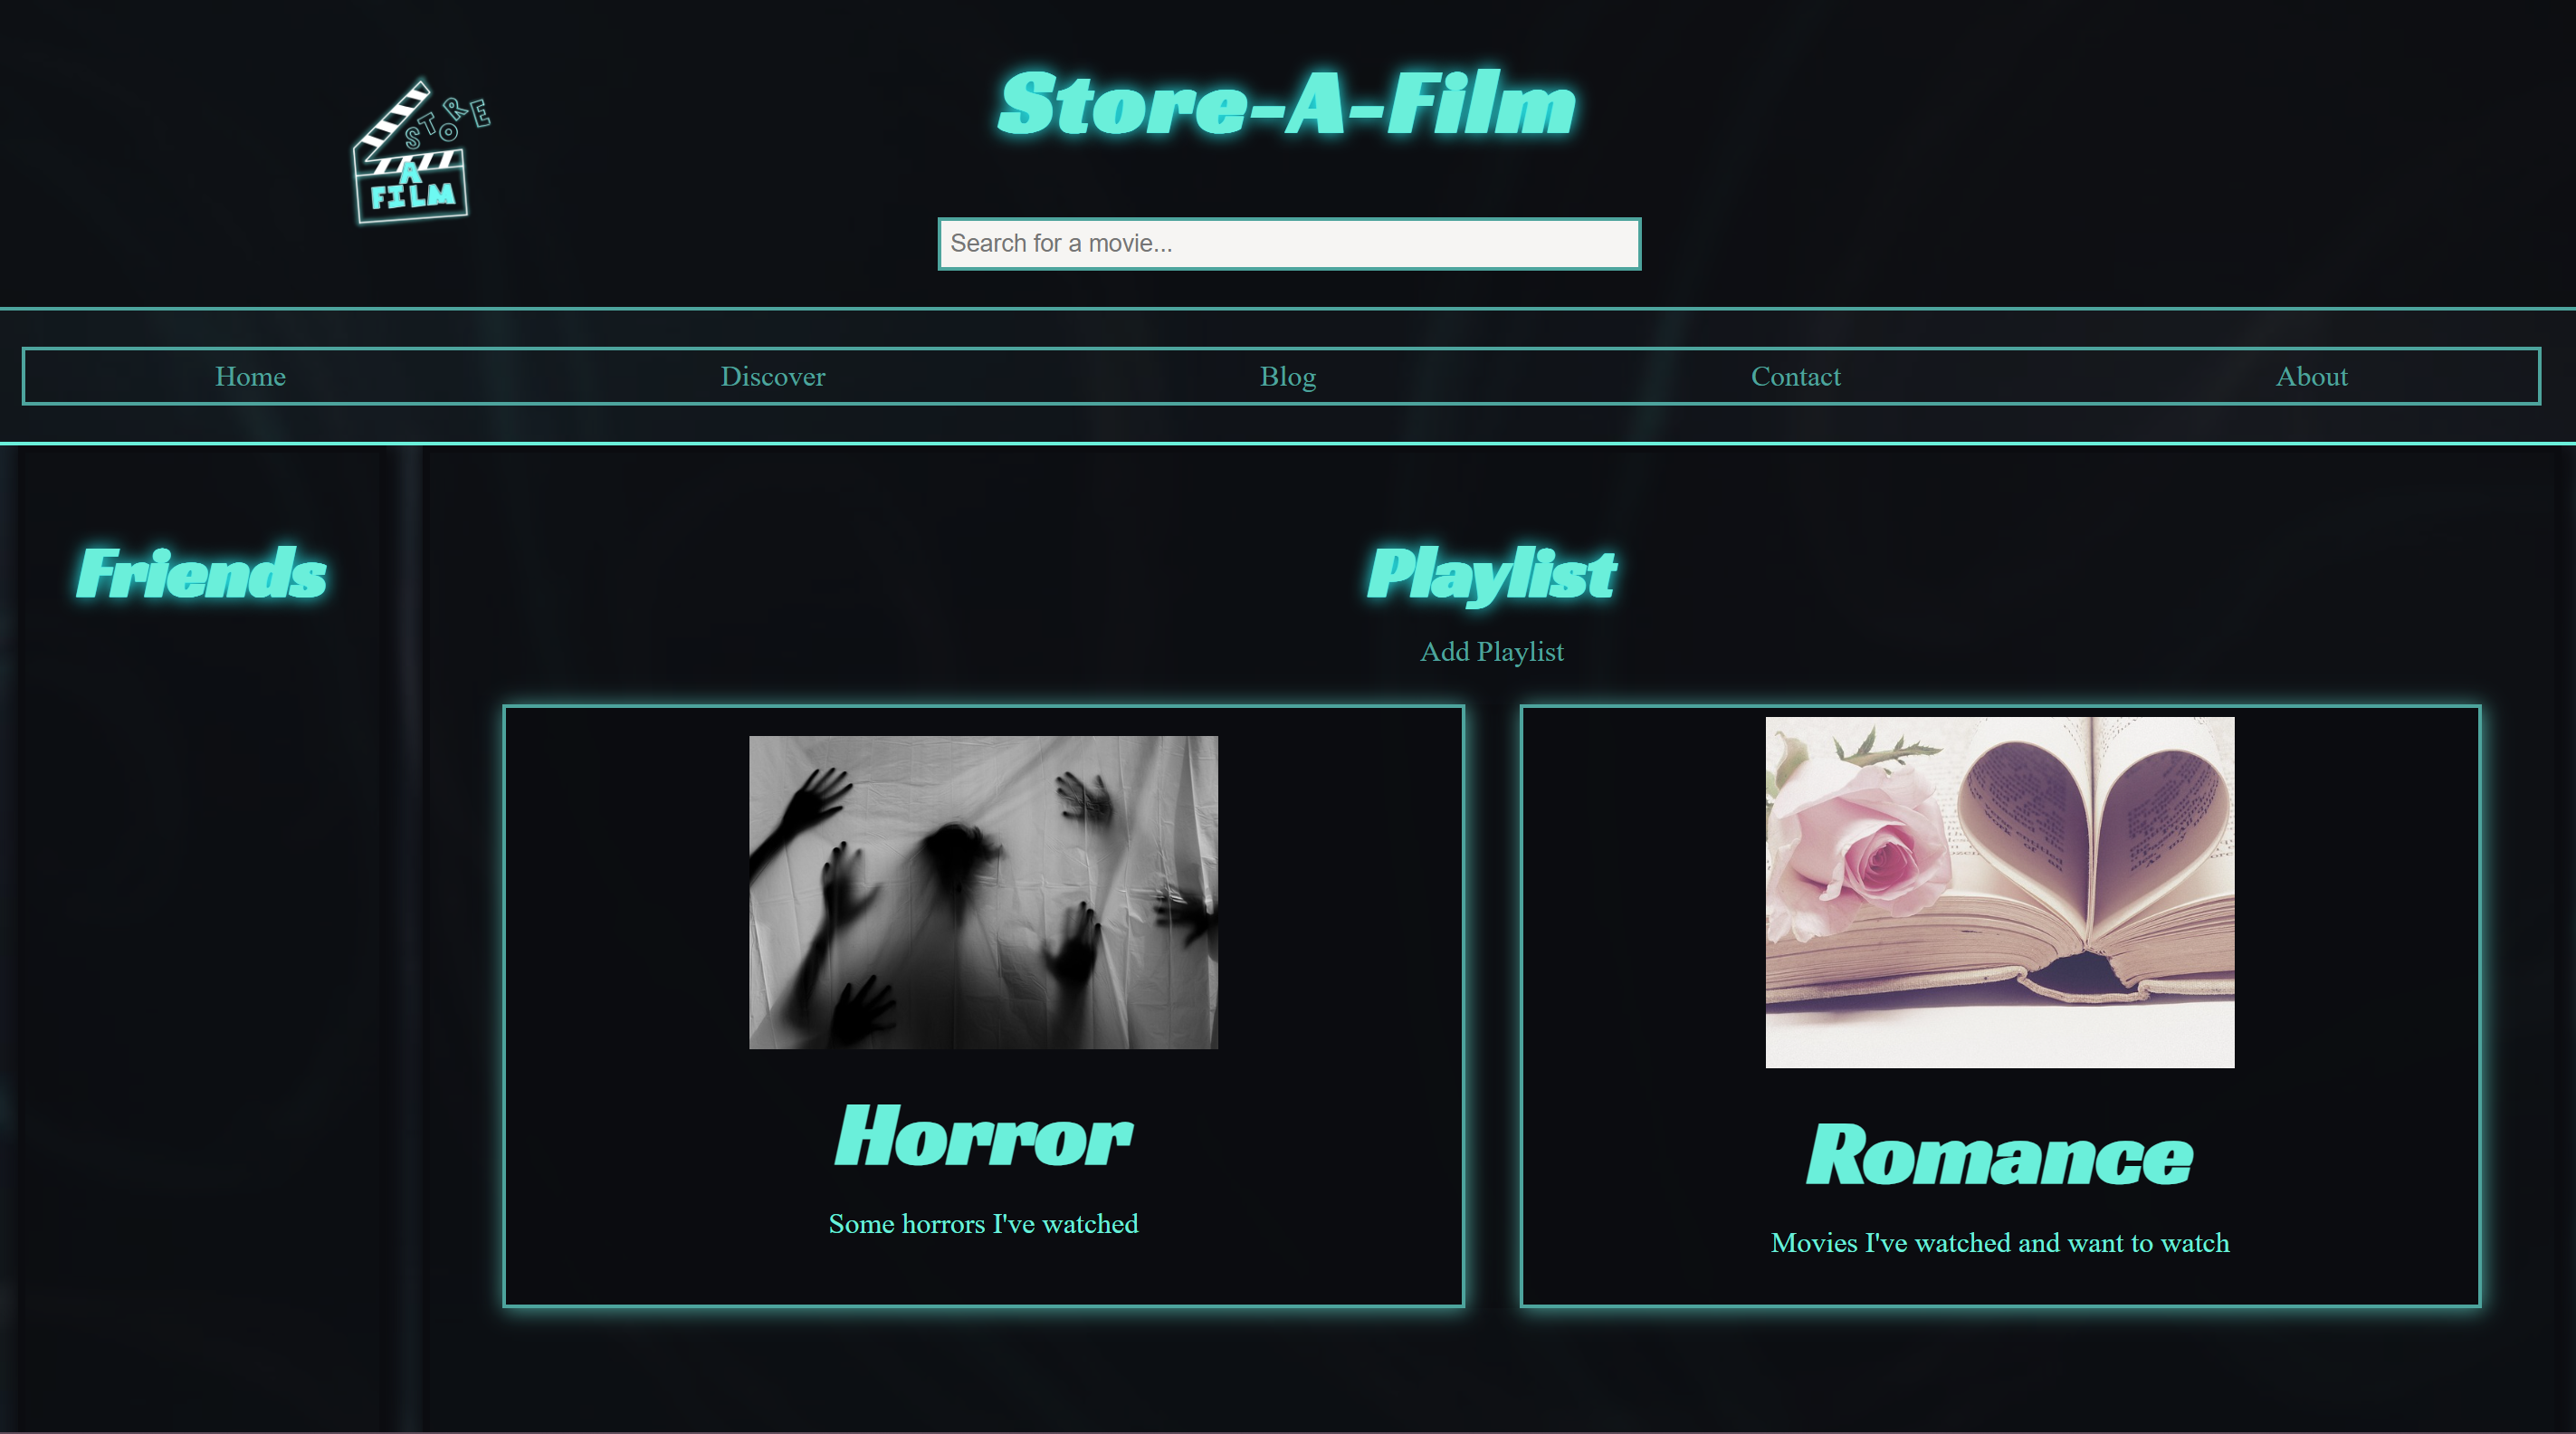 STORE
A
FILM
Store-A-Film
Search for a movie...
Home Discover Blog Contact About
Friends
Playlist
Add Playlist
Horror
Some horrors I've watched
Romance
Movies I've watched and want to watch